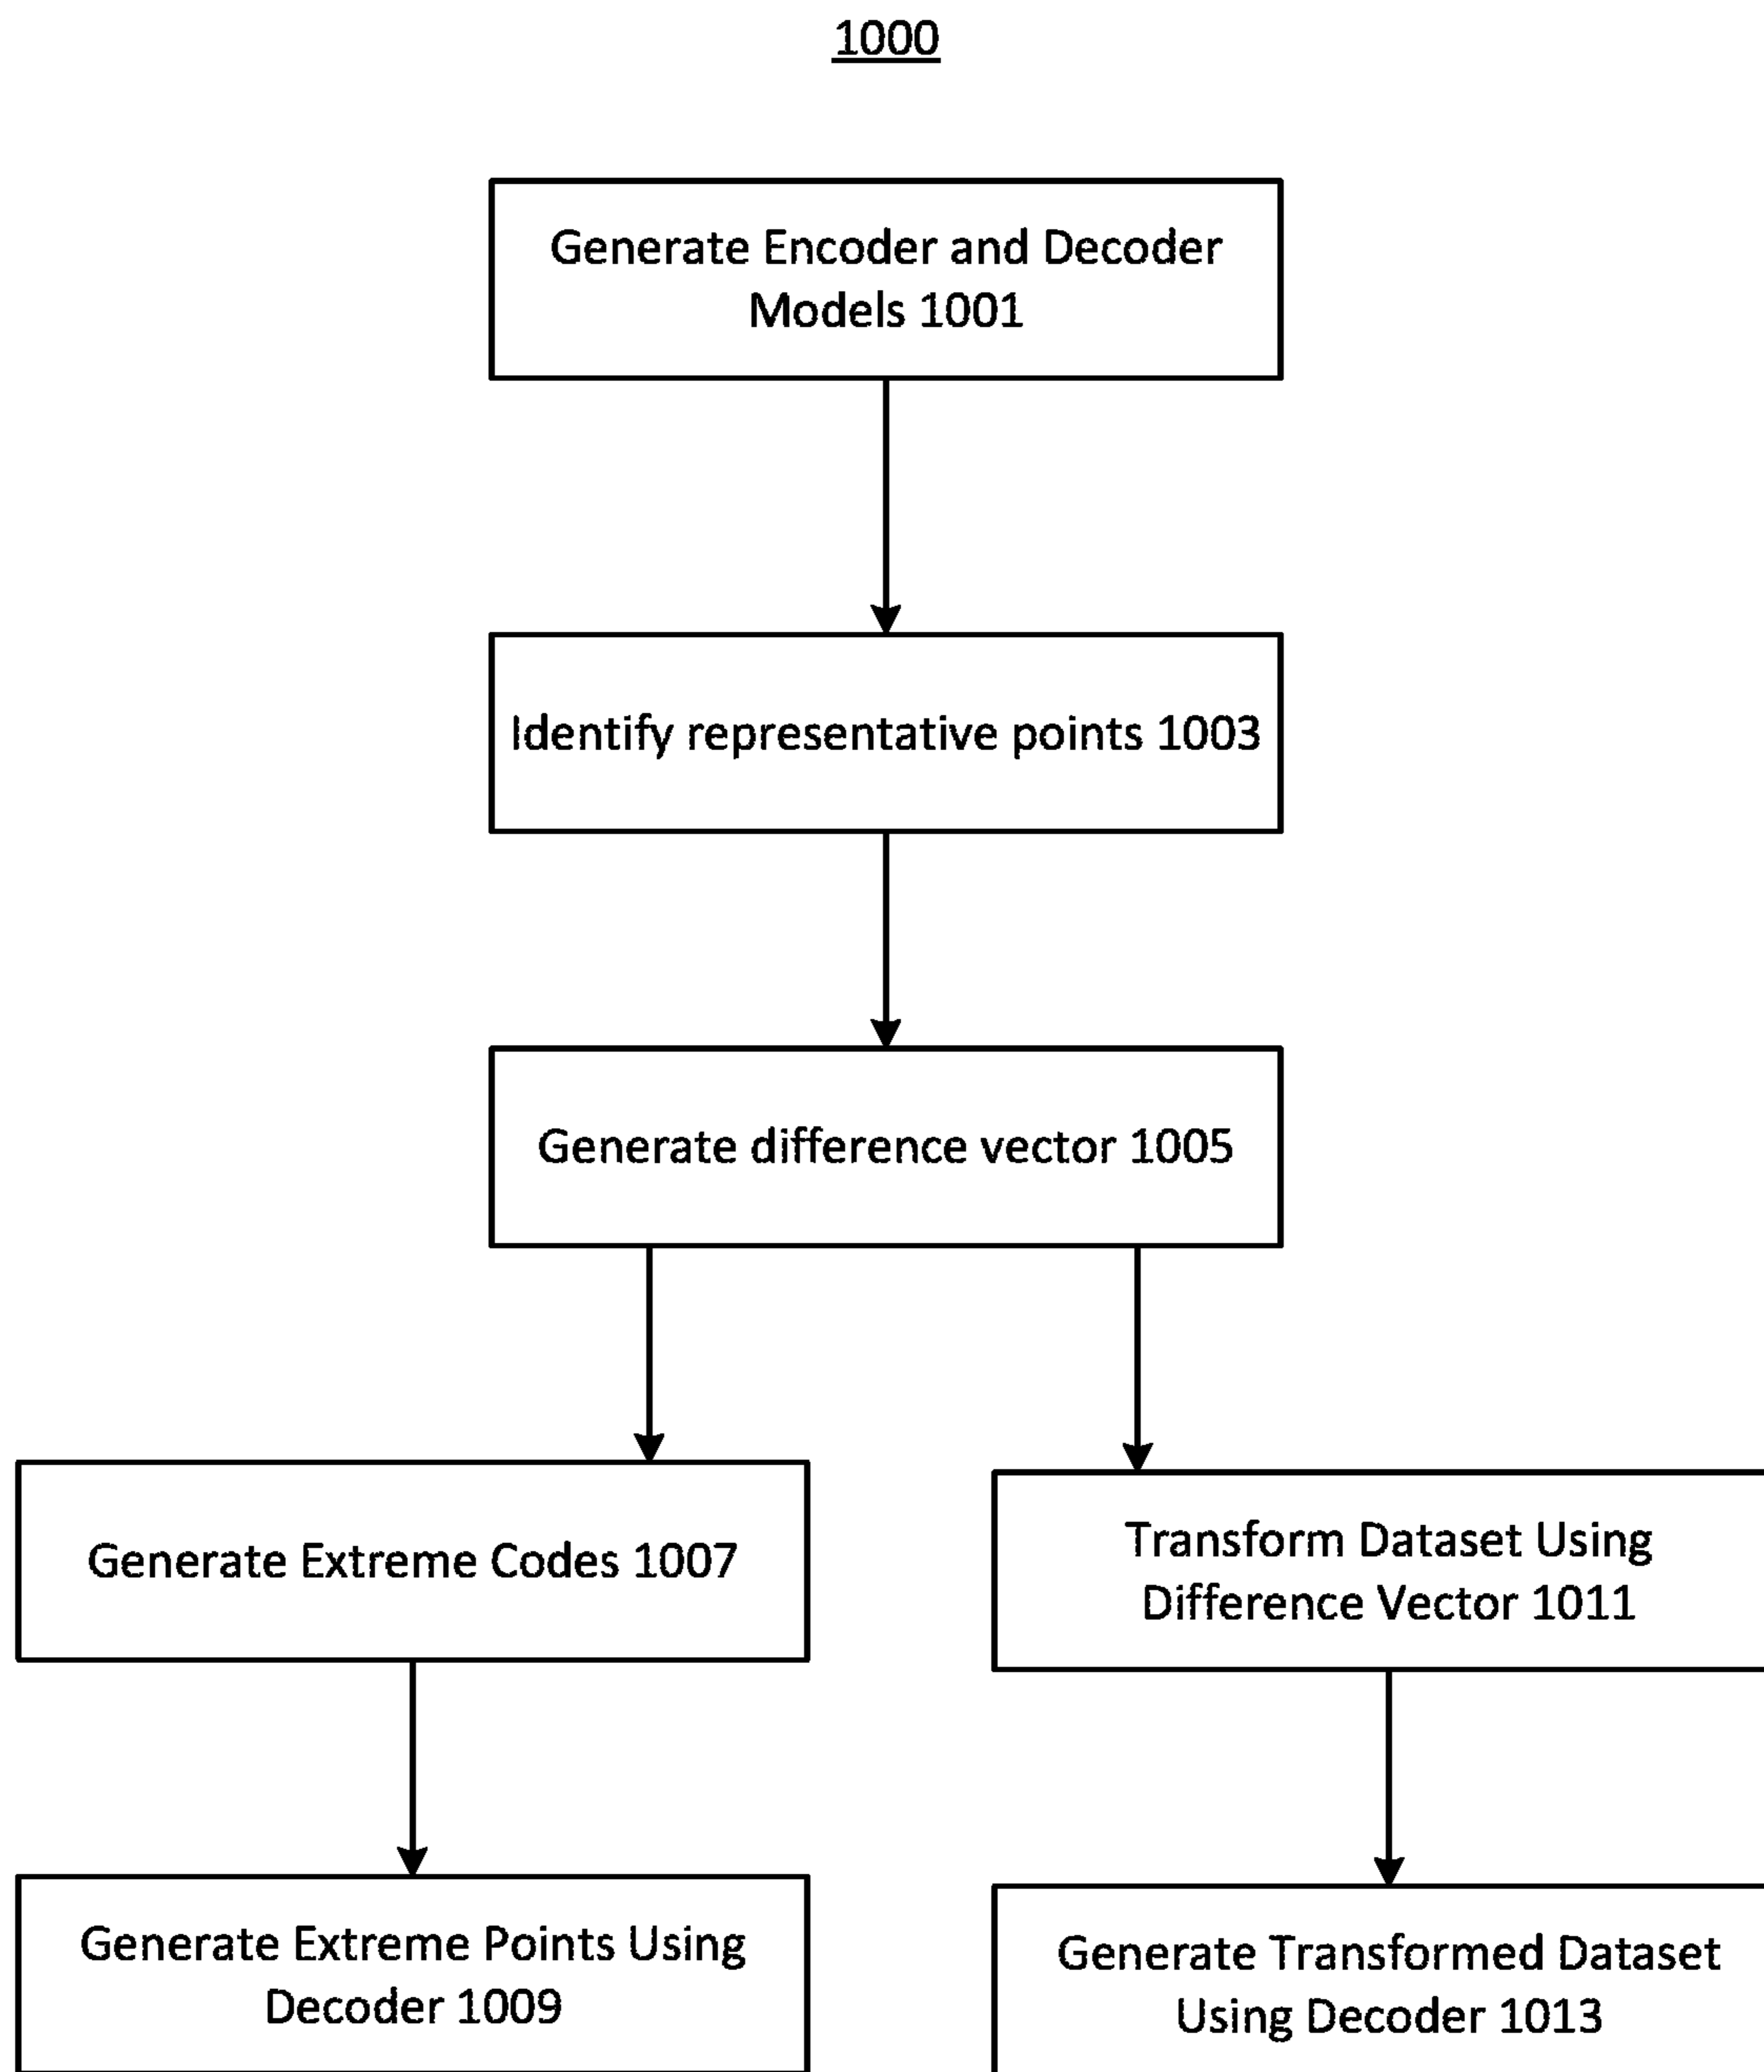 1000
Generate Encoder and Decoder
Models 1001
Identify representative points 1003
Generate difference vector 1005
Generate Extreme Codes 1007
Transform Dataset Using
Difference Vector 1011
Generate Extreme Points Using
Decoder 1009
Generate Transformed Dataset
Using Decoder 1013